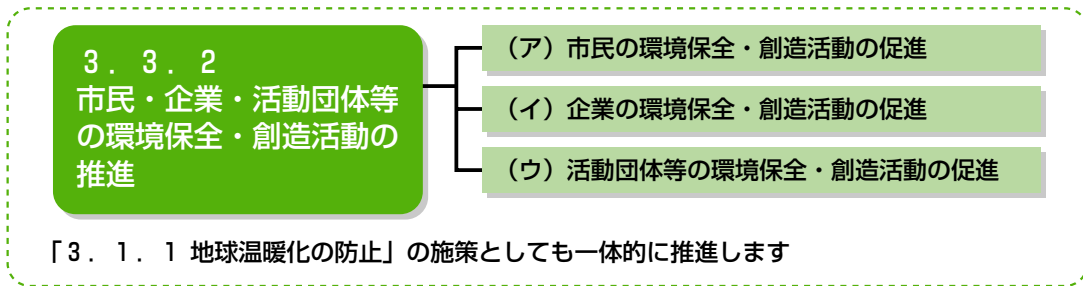 ３．３．２
市民・企業・活動団体等
の環境保全・創造活動の
推進
（ア）市民の環境保全・創造活動の促進
（イ）企業の環境保全・創造活動の促進
（ウ）活動団体等の環境保全・創造活動の促進
「３．１．１ 地球温暖化の防止」の施策としても一体的に推進します